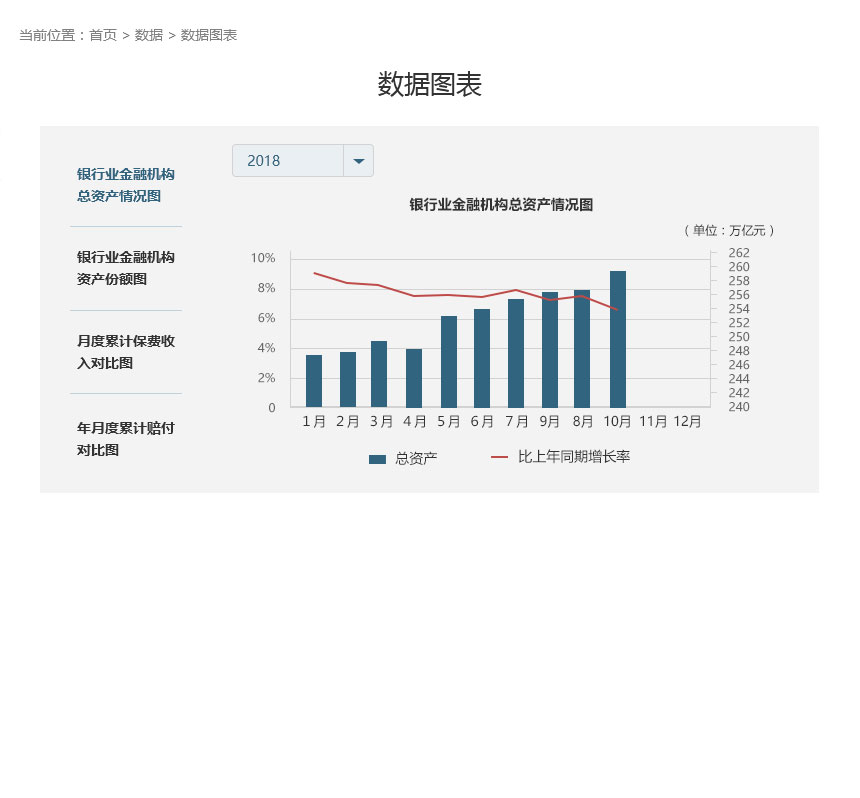 当前位置：首页 > 数据 > 数据图表
数据图表
银行业金融机构
总资产情况图
银行业金融机构
资产份额图
月度累计保费收
入对比图
年月度累计赔付
对比图
2018
银行业金融机构总资产情况图
（单位：万亿元）
10%
8%
6%
4%
2%
0
262
260
258
256
254
252
250
248
246
244
242
240
1月 2月 3月 4月 5月 6月 7月 9月 8月 10月 11月 12月
总资产 比上年同期增长率